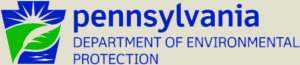 pennsylvania
DEPARTMENT OF ENVIRONMENTAL
PROTECTION